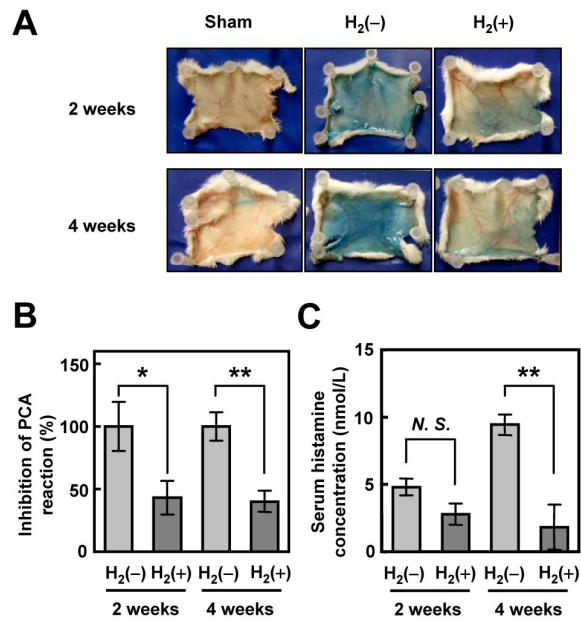 A
Sham
H₂(−)
H₂(+)
2 weeks
4 weeks
B
Inhibition of PCA
reaction (%)
150
100
50
0
*
**
H₂(−) H₂(+) H₂(−) H₂(+)
2 weeks 4 weeks
C
Serum histamine
concentration (nmol/L)
15
10
5
0
N. S.
**
H₂(−) H₂(+) H₂(−) H₂(+)
2 weeks 4 weeks